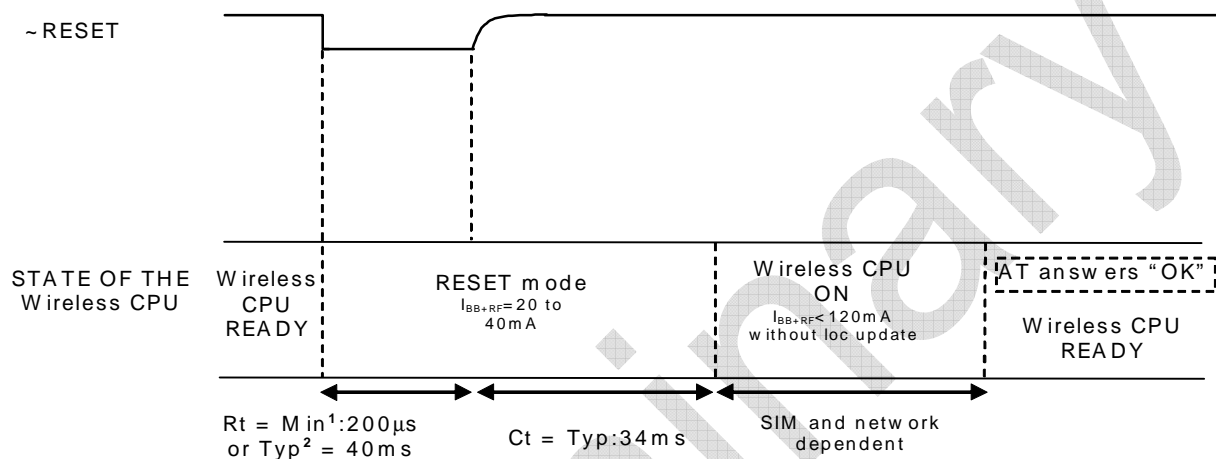 ~RESET
STATE OF THE
Wireless CPU
Wireless
CPU
READY
RESET mode
IBB+RF=20 to
40mA
Wireless CPU
ON
IBB+RF<120mA
without loc update
AT answers “OK”
Wireless CPU
READY
Rt = Min¹:200µs
or Typ² = 40ms
Ct = Typ:34ms
SIM and network
dependent
inary